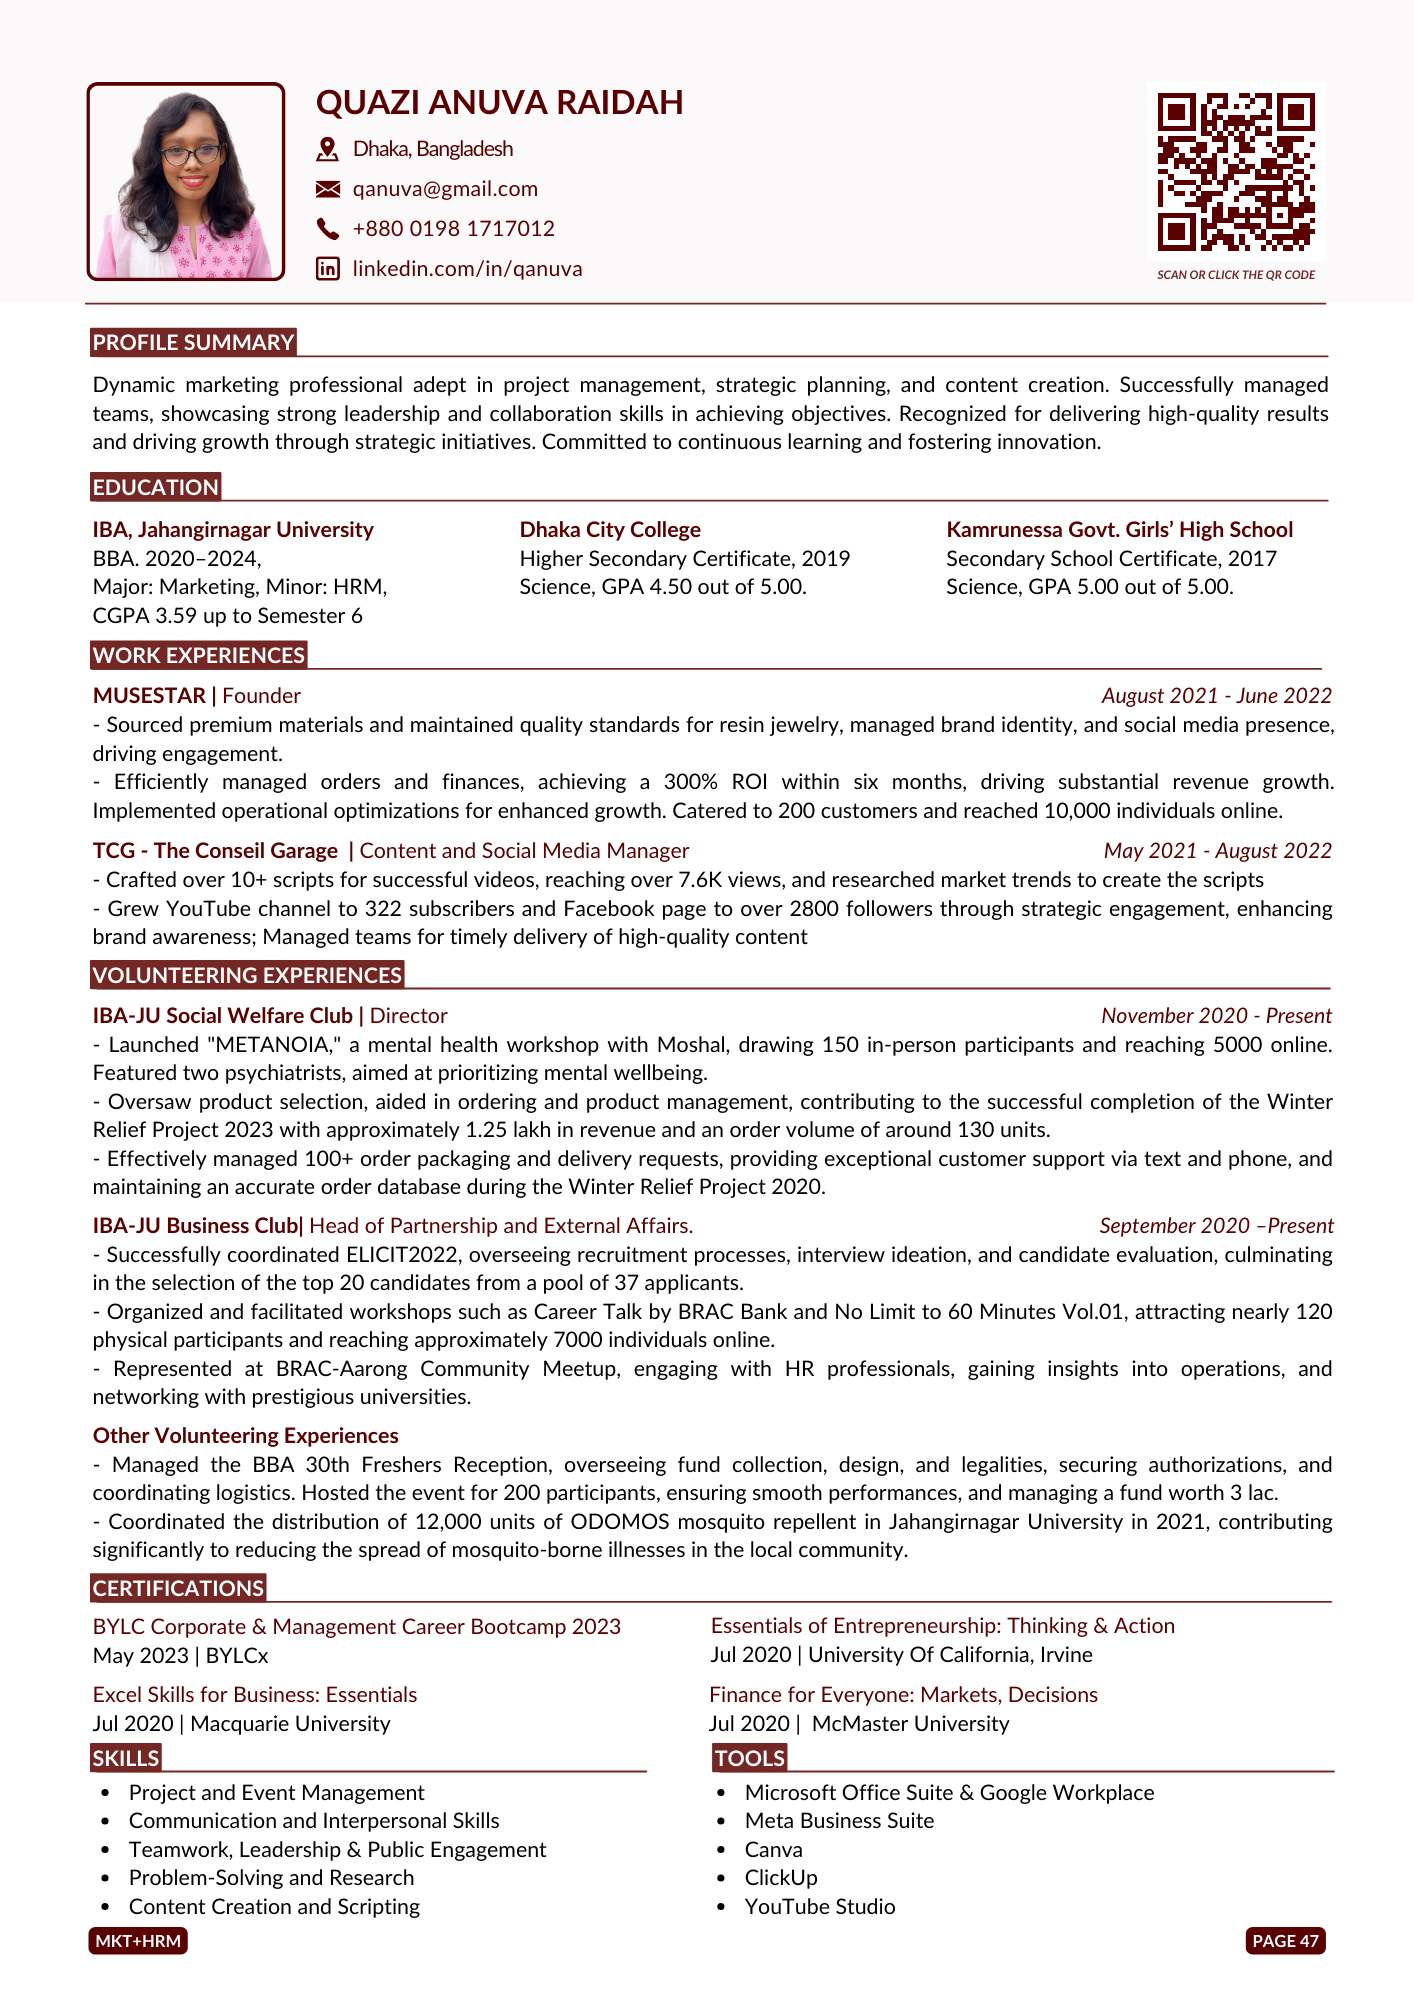 QUAZI ANUVA RAIDAH
Dhaka, Bangladesh
qanuva@gmail.com
+880 0198 1717012
linkedin.com/in/qanuva
SCAN OR CLICK THE QR CODE
PROFILE SUMMARY
Dynamic marketing professional adept in project management, strategic planning, and content creation. Successfully managed
teams, showcasing strong leadership and collaboration skills in achieving objectives. Recognized for delivering high-quality results
and driving growth through strategic initiatives. Committed to continuous learning and fostering innovation.
EDUCATION
IBA, Jahangirnagar University
BBA. 2020–2024,
Major: Marketing, Minor: HRM,
CGPA 3.59 up to Semester 6
Dhaka City College
Higher Secondary Certificate, 2019
Science, GPA 4.50 out of 5.00.
Kamrunessa Govt. Girls’ High School
Secondary School Certificate, 2017
Science, GPA 5.00 out of 5.00.
WORK EXPERIENCES
MUSESTAR | Founder August 2021 - June 2022
- Sourced premium materials and maintained quality standards for resin jewelry, managed brand identity, and social media presence,
driving engagement.
- Efficiently managed orders and finances, achieving a 300% ROI within six months, driving substantial revenue growth.
Implemented operational optimizations for enhanced growth. Catered to 200 customers and reached 10,000 individuals online.
TCG - The Conseil Garage | Content and Social Media Manager May 2021 - August 2022
- Crafted over 10+ scripts for successful videos, reaching over 7.6K views, and researched market trends to create the scripts
- Grew YouTube channel to 322 subscribers and Facebook page to over 2800 followers through strategic engagement, enhancing
brand awareness; Managed teams for timely delivery of high-quality content
VOLUNTEERING EXPERIENCES
IBA-JU Social Welfare Club | Director November 2020 - Present
- Launched "METANOIA," a mental health workshop with Moshal, drawing 150 in-person participants and reaching 5000 online.
Featured two psychiatrists, aimed at prioritizing mental wellbeing.
- Oversaw product selection, aided in ordering and product management, contributing to the successful completion of the Winter
Relief Project 2023 with approximately 1.25 lakh in revenue and an order volume of around 130 units.
- Effectively managed 100+ order packaging and delivery requests, providing exceptional customer support via text and phone, and
maintaining an accurate order database during the Winter Relief Project 2020.
IBA-JU Business Club| Head of Partnership and External Affairs. September 2020 –Present
- Successfully coordinated ELICIT2022, overseeing recruitment processes, interview ideation, and candidate evaluation, culminating
in the selection of the top 20 candidates from a pool of 37 applicants.
- Organized and facilitated workshops such as Career Talk by BRAC Bank and No Limit to 60 Minutes Vol.01, attracting nearly 120
physical participants and reaching approximately 7000 individuals online.
- Represented at BRAC-Aarong Community Meetup, engaging with HR professionals, gaining insights into operations, and
networking with prestigious universities.
Other Volunteering Experiences
- Managed the BBA 30th Freshers Reception, overseeing fund collection, design, and legalities, securing authorizations, and
coordinating logistics. Hosted the event for 200 participants, ensuring smooth performances, and managing a fund worth 3 lac.
- Coordinated the distribution of 12,000 units of ODOMOS mosquito repellent in Jahangirnagar University in 2021, contributing
significantly to reducing the spread of mosquito-borne illnesses in the local community.
CERTIFICATIONS
BYLC Corporate & Management Career Bootcamp 2023
May 2023 | BYLCx
Essentials of Entrepreneurship: Thinking & Action
Jul 2020 | University Of California, Irvine
Excel Skills for Business: Essentials
Jul 2020 | Macquarie University
Finance for Everyone: Markets, Decisions
Jul 2020 | McMaster University
SKILLS
• Project and Event Management
• Communication and Interpersonal Skills
• Teamwork, Leadership & Public Engagement
• Problem-Solving and Research
• Content Creation and Scripting
TOOLS
• Microsoft Office Suite & Google Workplace
• Meta Business Suite
• Canva
• ClickUp
• YouTube Studio
MKT+HRM
PAGE 47